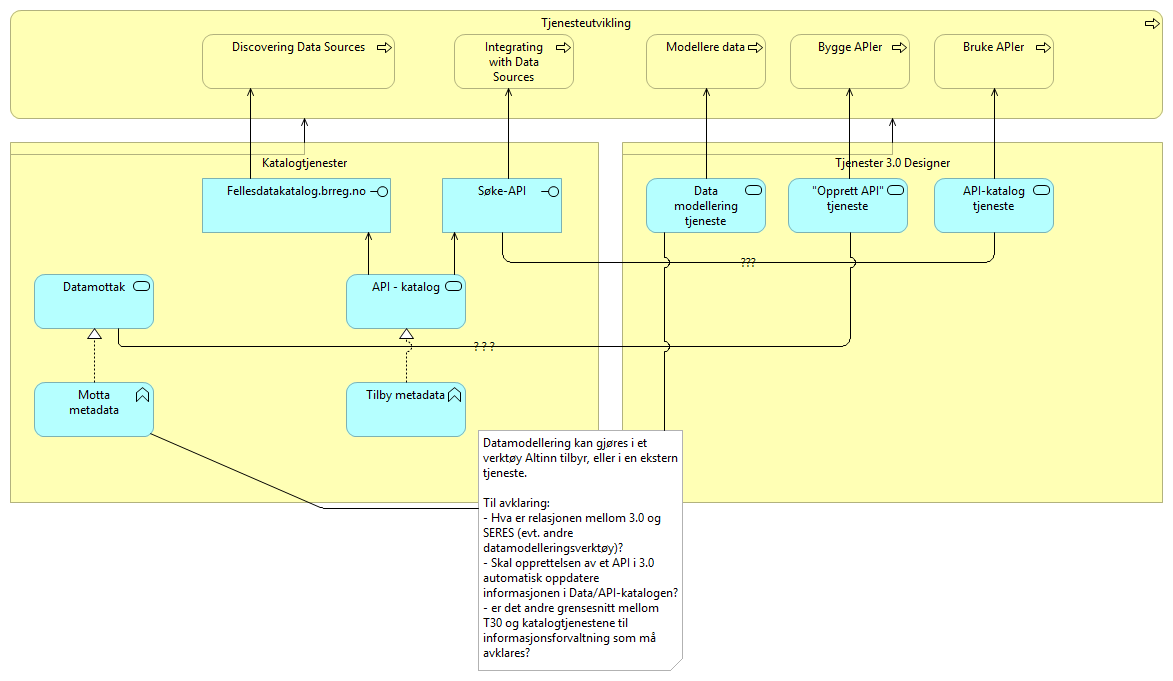 Tjenesteutvikling
Discovering Data Sources
Integrating
with Data
Sources
Modellere data
Bygge APIer
Bruke APIer
Katalogtjenester
Tjenester 3.0 Designer
Fellesdatakatalog.brreg.no
Søke-API
Data
modellering
tjeneste
"Opprett API"
tjeneste
API-katalog
tjeneste
???
Datamottak
API - katalog
? ? ?
Motta
metadata
Tilby metadata
Datamodellering kan gjøres i et
verktøy Altinn tilbyr, eller i en ekstern
tjeneste.
Til avklaring:
- Hva er relasjonen mellom 3.0 og
SERES (evt. andre
datamodelleringsverktøy)?
- Skal opprettelsen av et API i 3.0
automatisk oppdatere
informasjonen i Data/API-katalogen?
- er det andre grensesnitt mellom
T30 og katalogtjenestene til
informasjonsforvaltning som må
avklares?